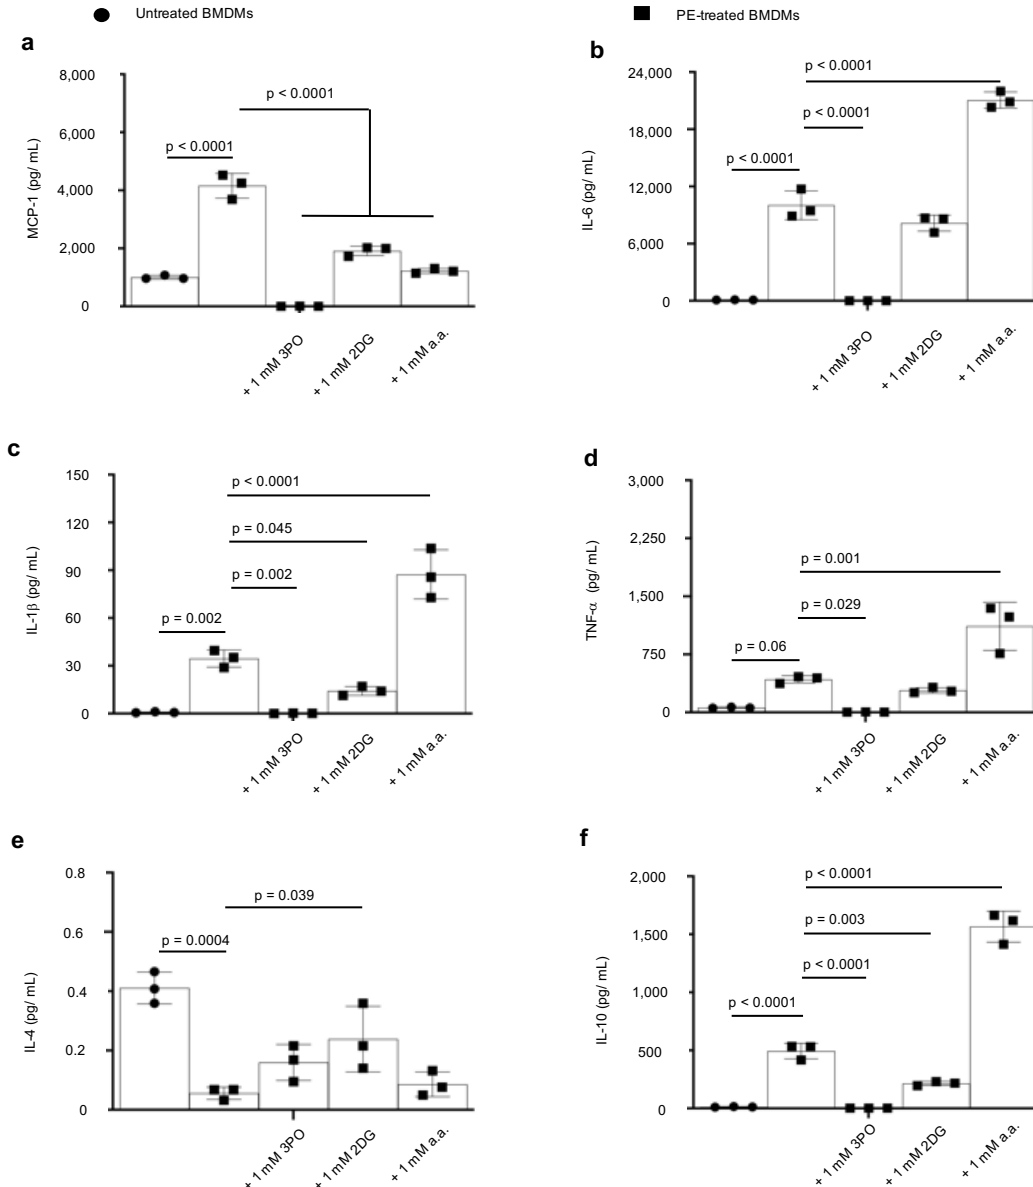 Untreated BMDMs
PE-treated BMDMs
a
8,000
6,000
4,000
2,000
0
MCP-1 (pg/ mL)
p < 0.0001
p < 0.0001
+ 1 mM 3PO
+ 1 mM 2DG
+ 1 mM a.a.
b
24,000
18,000
12,000
6,000
0
IL-6 (pg/ mL)
p < 0.0001
p < 0.0001
p < 0.0001
+ 1 mM 3PO
+ 1 mM 2DG
+ 1 mM a.a.
c
150
120
90
60
30
0
IL-1β (pg/ mL)
p < 0.0001
p = 0.045
p = 0.002
p = 0.002
+ 1 mM 3PO
+ 1 mM 2DG
+ 1 mM a.a.
d
3,000
2,250
1,500
750
0
TNF-α (pg/ mL)
p = 0.001
p = 0.029
p = 0.06
+ 1 mM 3PO
+ 1 mM 2DG
+ 1 mM a.a.
e
0.8
0.6
0.4
0.2
0
IL-4 (pg/ mL)
p = 0.039
p = 0.0004
+ 1 mM 3PO
+ 1 mM 2DG
+ 1 mM a.a.
f
2,000
1,500
1,000
500
0
IL-10 (pg/ mL)
p < 0.0001
p = 0.003
p < 0.0001
p < 0.0001
+ 1 mM 3PO
+ 1 mM 2DG
+ 1 mM a.a.